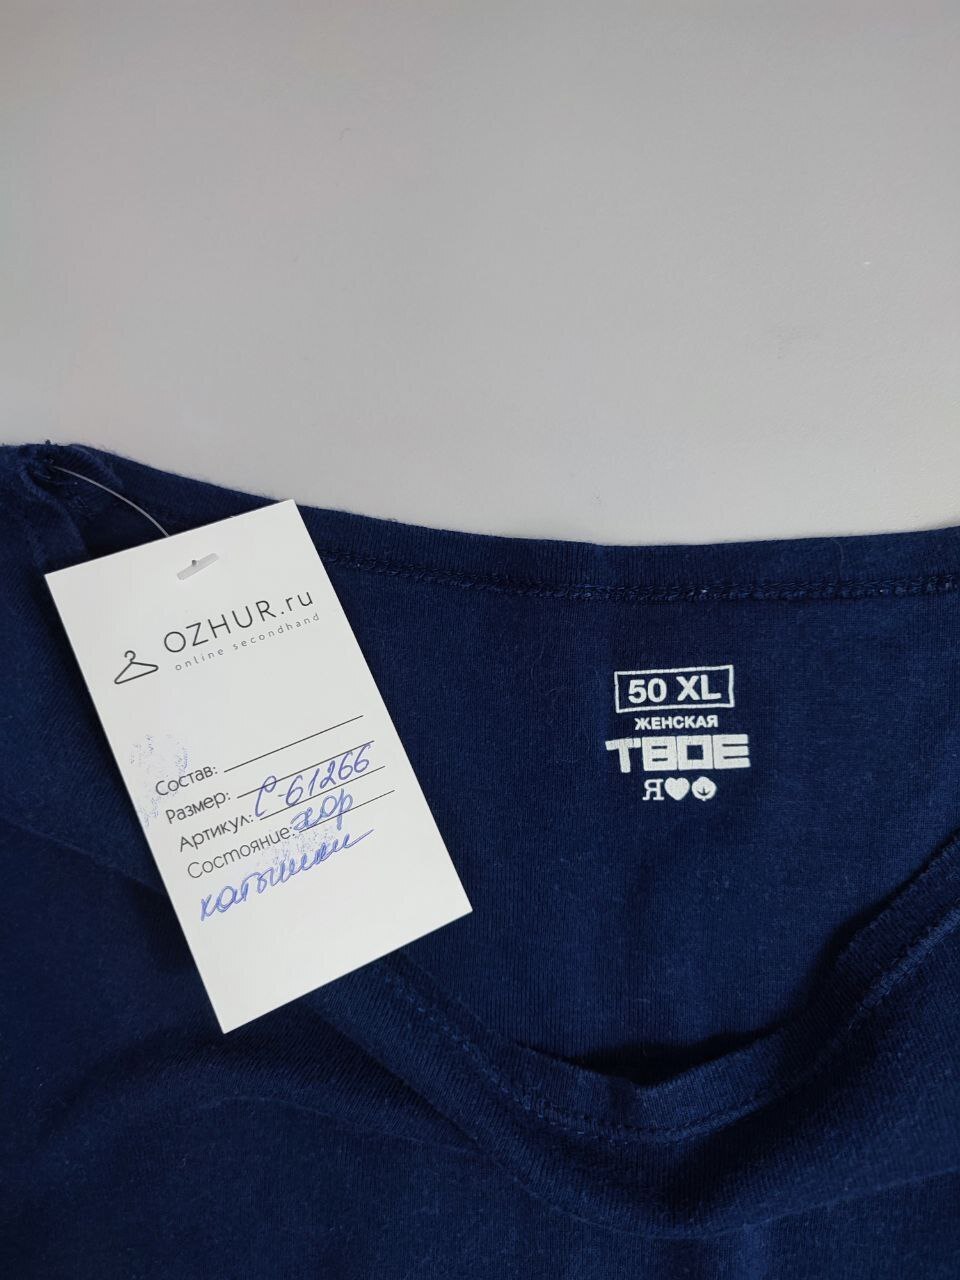 OZHUR.ru
online secondhand
Состав:
Размер:
Артикул: С-61266
Состояние: хор
катышки
50 XL
ЖЕНСКАЯ
ТВОЕ
Я